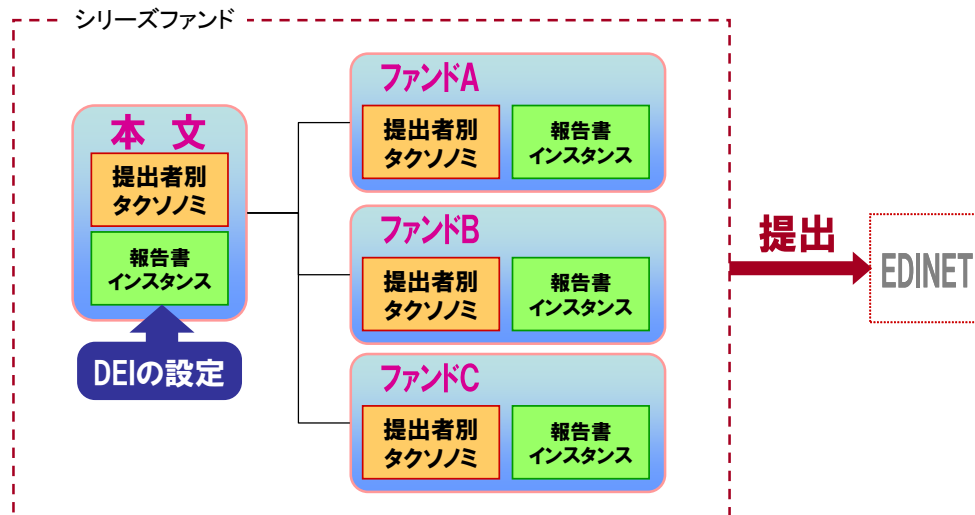 シリーズファンド
本 文
提出者別
タクソノミ
報告書
インスタンス
DEIの設定
ファンドA
提出者別
タクソノミ
報告書
インスタンス
ファンドB
提出者別
タクソノミ
報告書
インスタンス
ファンドC
提出者別
タクソノミ
報告書
インスタンス
提出
EDINET